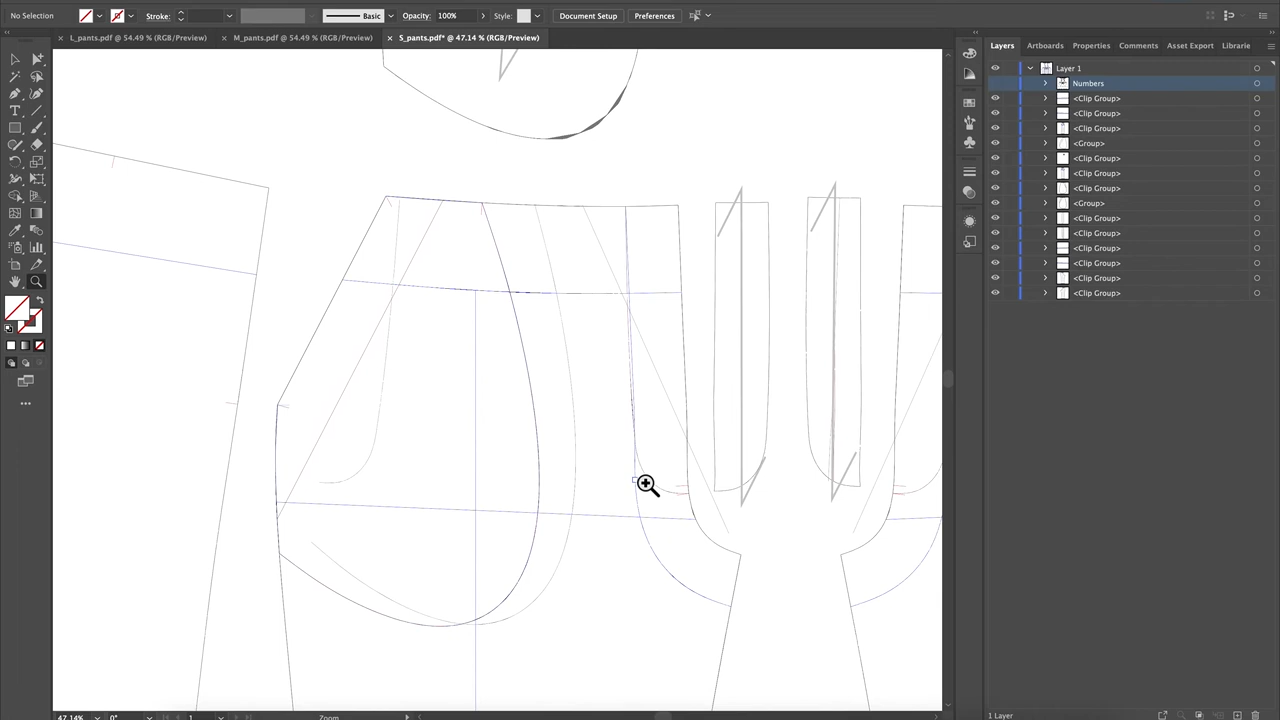 No Selection Stroke: Basic Opacity: 100% Style: Document Setup Preferences
× L_pants.pdf @ 54.49 % (RGB/Preview) × M_pants.pdf @ 54.49 % (RGB/Preview) × S_pants.pdf* @ 47.14 % (RGB/Preview)
Layers Artboards Properties Comments Asset Export Librarie
Layer 1
Numbers
<Clip Group>
<Clip Group>
<Clip Group>
<Group>
<Clip Group>
<Clip Group>
<Clip Group>
<Group>
<Clip Group>
<Clip Group>
<Clip Group>
<Clip Group>
<Clip Group>
<Clip Group>
47.14% 0° 1 Zoom
1 Layer